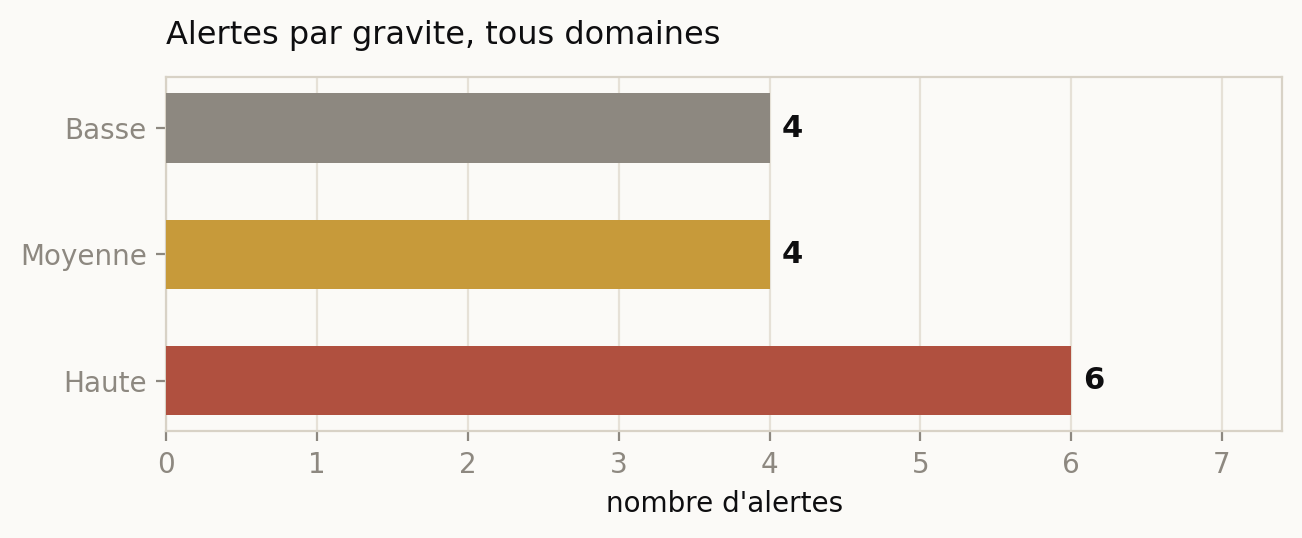 Alertes par gravite, tous domaines
Basse
4
Moyenne
4
Haute
6
0 1 2 3 4 5 6 7
nombre d'alertes